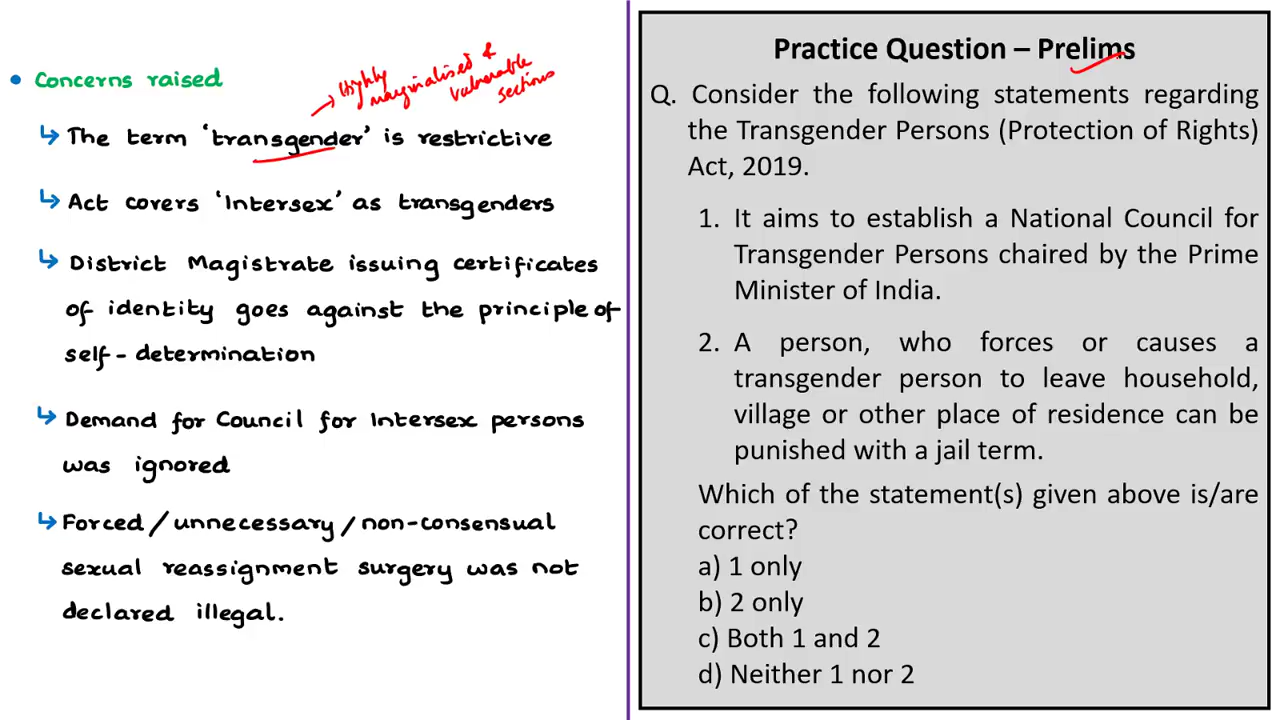 • Concerns raised
→ Highly
marginalised &
vulnerable
sections
↳ The term ‘transgender’ is restrictive
↳ Act covers ‘Intersex’ as transgenders
↳ District Magistrate issuing certificates
of identity goes against the principle of
self-determination
↳ Demand for Council for Intersex persons
was ignored
↳ Forced/unnecessary/non-consensual
sexual reassignment surgery was not
declared illegal.
Practice Question – Prelims
Q. Consider the following statements regarding
the Transgender Persons (Protection of Rights)
Act, 2019.
1. It aims to establish a National Council for
Transgender Persons chaired by the Prime
Minister of India.
2. A person, who forces or causes a
transgender person to leave household,
village or other place of residence can be
punished with a jail term.
Which of the statement(s) given above is/are
correct?
a) 1 only
b) 2 only
c) Both 1 and 2
d) Neither 1 nor 2